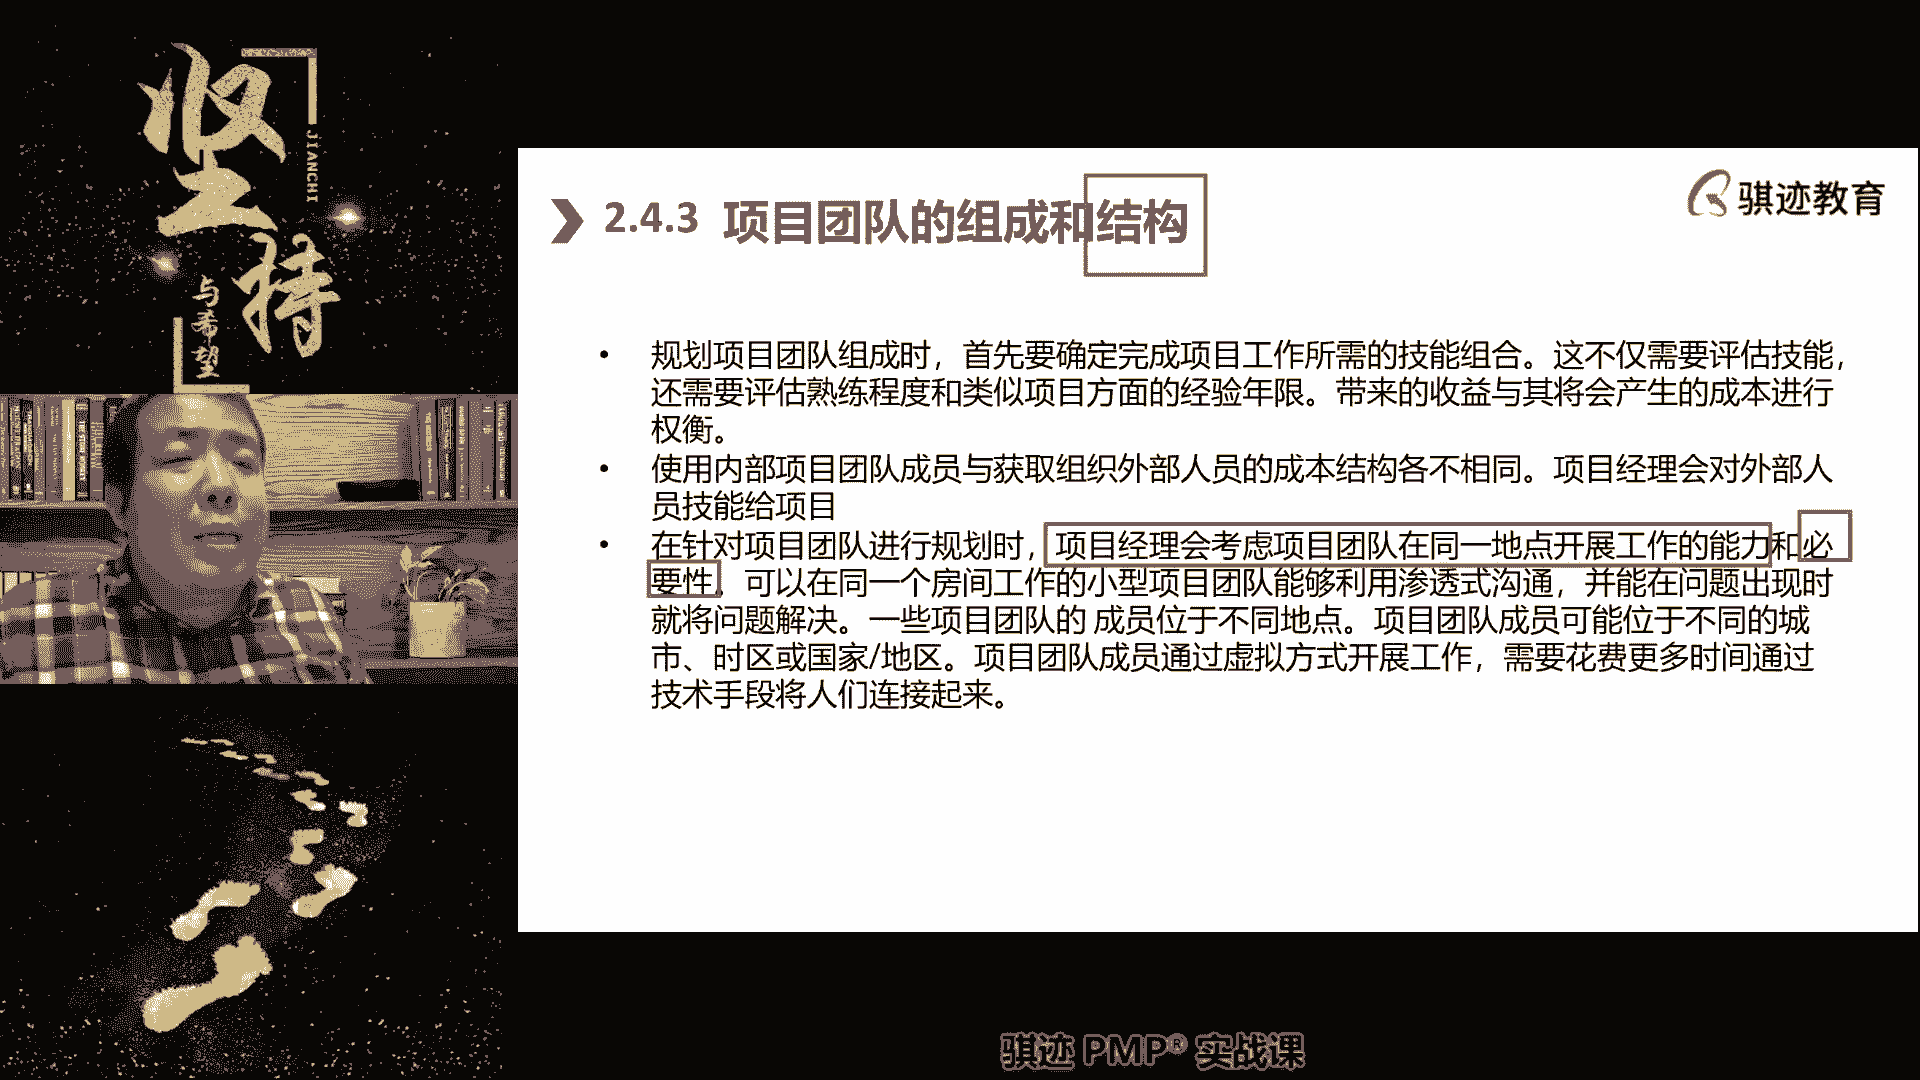 坚持
JIANCHI
与希望
骐迹教育
2.4.3 项目团队的组成和结构
• 规划项目团队组成时，首先要确定完成项目工作所需的技能组合。这不仅需要评估技能，
还需要评估熟练程度和类似项目方面的经验年限。带来的收益与其将会产生的成本进行
权衡。
• 使用内部项目团队成员与获取组织外部人员的成本结构各不相同。项目经理会对外部人
员技能给项目
• 在针对项目团队进行规划时，项目经理会考虑项目团队在同一地点开展工作的能力和必
要性。可以在同一个房间工作的小型项目团队能够利用渗透式沟通，并能在问题出现时
就将问题解决。一些项目团队的 成员位于不同地点。项目团队成员可能位于不同的城
市、时区或国家/地区。项目团队成员通过虚拟方式开展工作，需要花费更多时间通过
技术手段将人们连接起来。
骐迹 PMP® 实战课